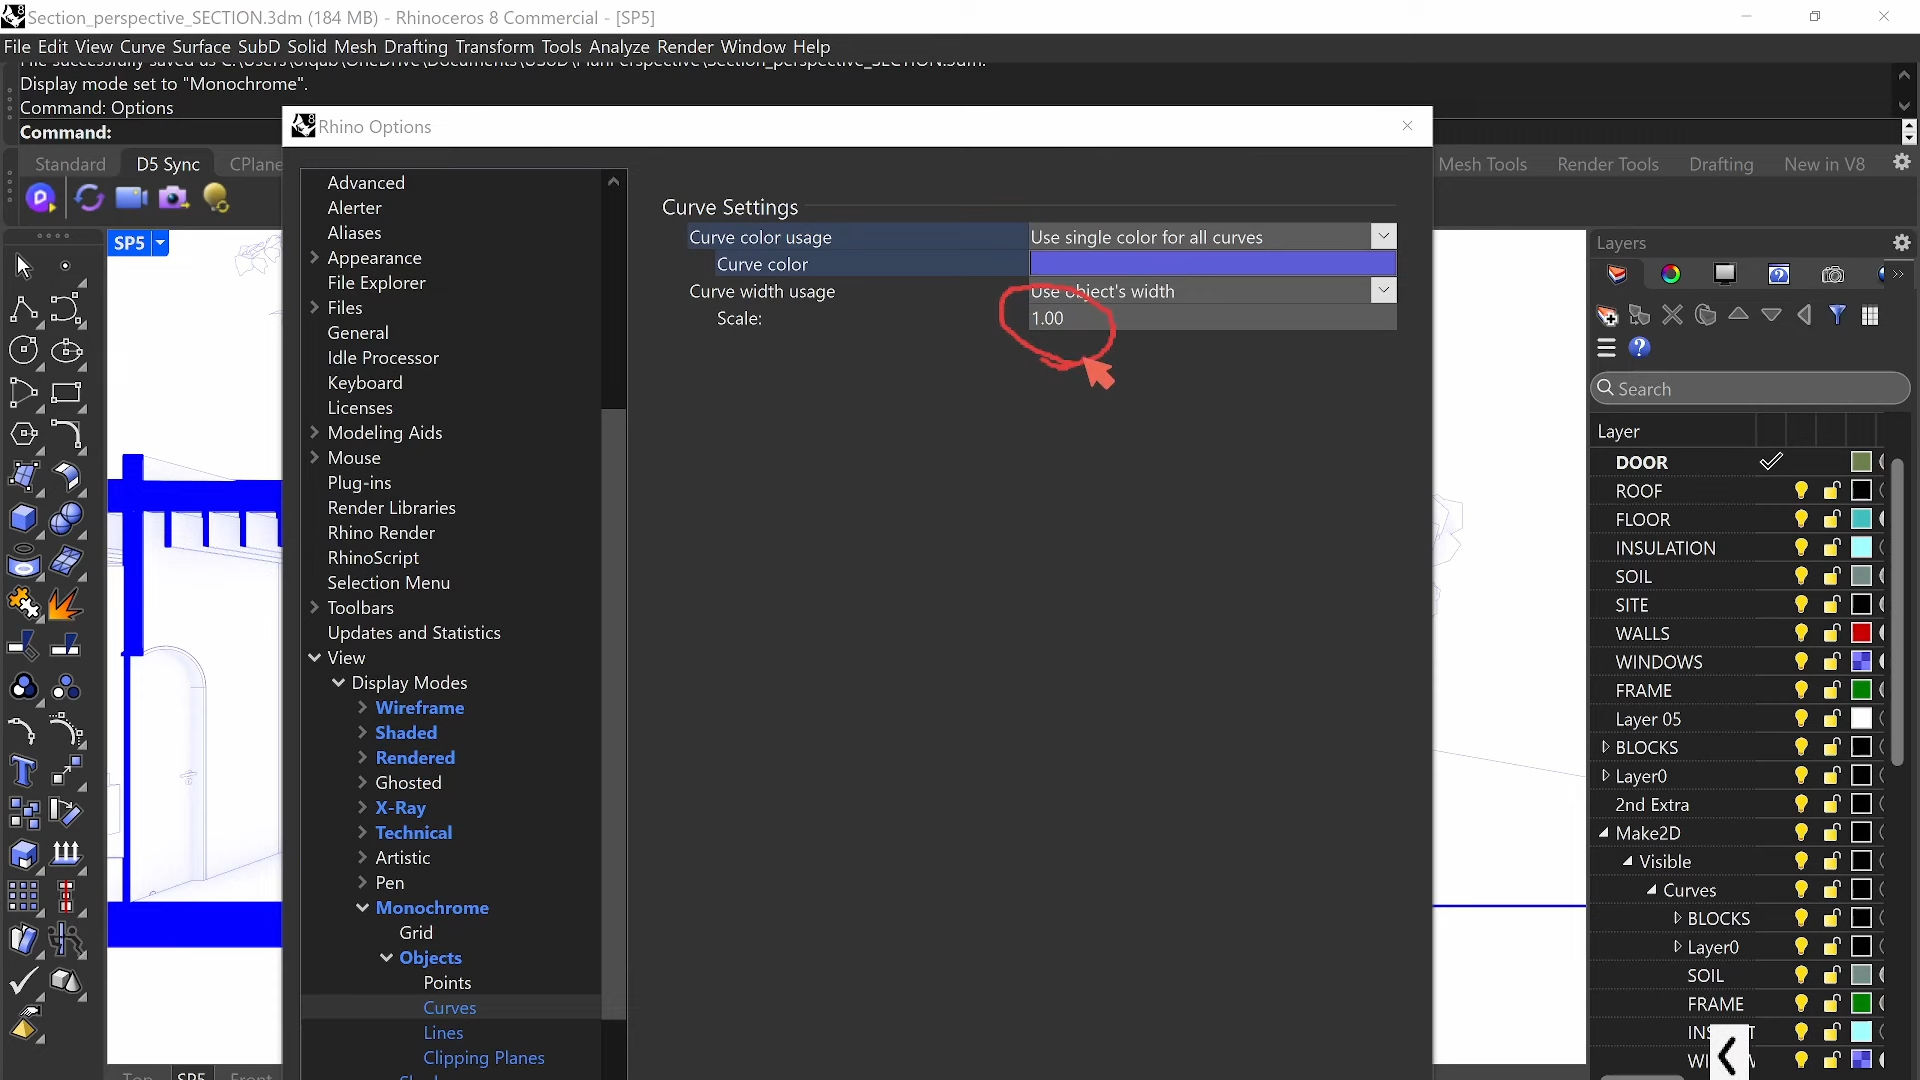 Section_perspective_SECTION.3dm (184 MB) - Rhinoceros 8 Commercial - [SP5]
File Edit View Curve Surface SubD Solid Mesh Drafting Transform Tools Analyze Render Window Help
Display mode set to "Monochrome".
Command: Options
Command:
Rhino Options
Standard D5 Sync CPlane
Mesh Tools Render Tools Drafting New in V8
SP5
Advanced
Alerter
Aliases
Appearance
File Explorer
Files
General
Idle Processor
Keyboard
Licenses
Modeling Aids
Mouse
Plug-ins
Render Libraries
Rhino Render
RhinoScript
Selection Menu
Toolbars
Updates and Statistics
View
Display Modes
Wireframe
Shaded
Rendered
Ghosted
X-Ray
Technical
Artistic
Pen
Monochrome
Grid
Objects
Points
Curves
Lines
Clipping Planes
Curve Settings
Curve color usage Use single color for all curves
Curve color
Curve width usage Use object's width
Scale: 1.00
Layers
Search
Layer
DOOR
ROOF
FLOOR
INSULATION
SOIL
SITE
WALLS
WINDOWS
FRAME
Layer 05
BLOCKS
Layer0
2nd Extra
Make2D
Visible
Curves
BLOCKS
Layer0
SOIL
FRAME
SP5